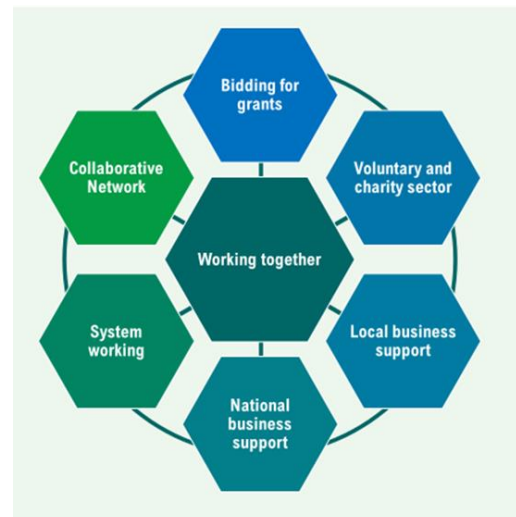 Bidding for
grants
Collaborative
Network
Voluntary and
charity sector
Working together
System
working
Local business
support
National
business
support